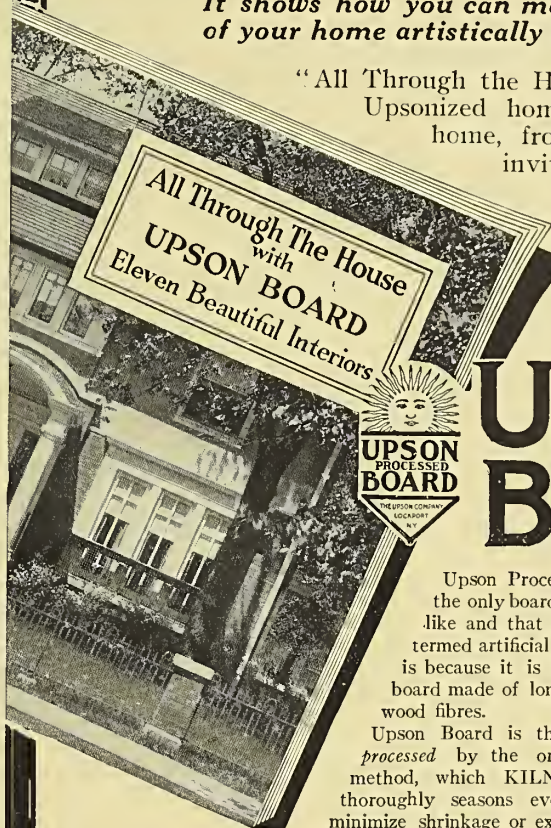 It shows how you can m
of your home artistically
"All Through the H
Upsonized hom
home, fro
invi
All Through The House
with
UPSON BOARD
Eleven Beautiful Interiors
UPSON
PROCESSED
BOARD
THE UPSON COMPANY
LOCKPORT
N.Y.
U
B
Upson Proce
the only board
like and that
termed artificial
is because it is
board made of lon
wood fibres.
Upson Board is th
processed by the or
method, which KILN
thoroughly seasons ev
minimize shrinkage or ex